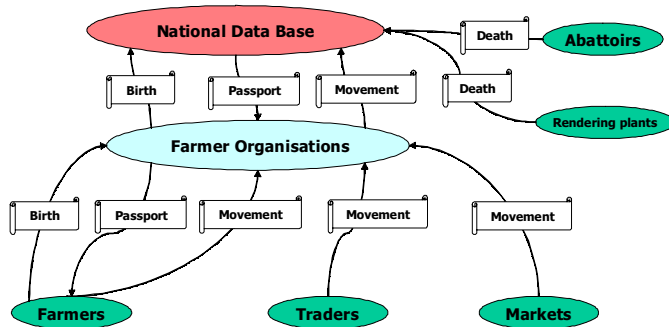 National Data Base
Death
Abattoirs
Birth
Passport
Movement
Death
Rendering plants
Farmer Organisations
Birth
Passport
Movement
Movement
Movement
Farmers
Traders
Markets